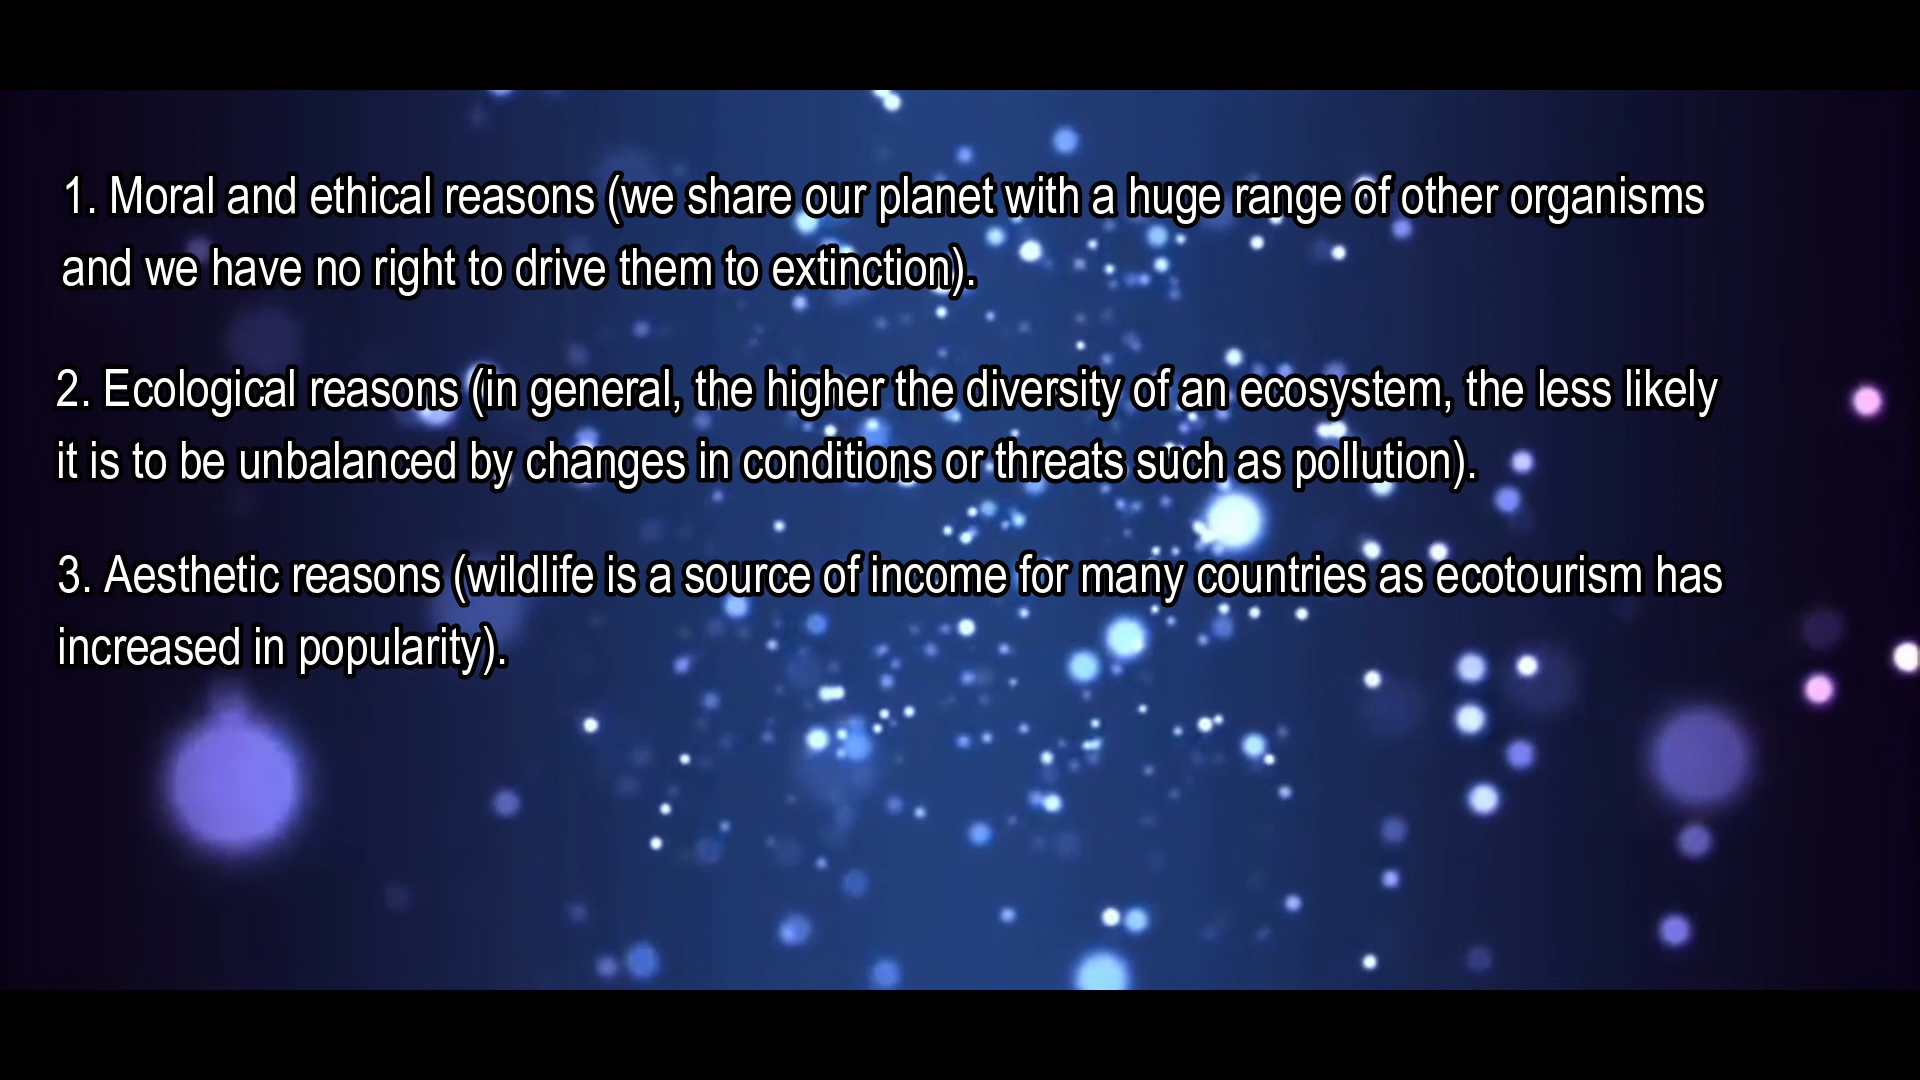 1. Moral and ethical reasons (we share our planet with a huge range of other organisms
and we have no right to drive them to extinction).
2. Ecological reasons (in general, the higher the diversity of an ecosystem, the less likely
it is to be unbalanced by changes in conditions or threats such as pollution).
3. Aesthetic reasons (wildlife is a source of income for many countries as ecotourism has
increased in popularity).